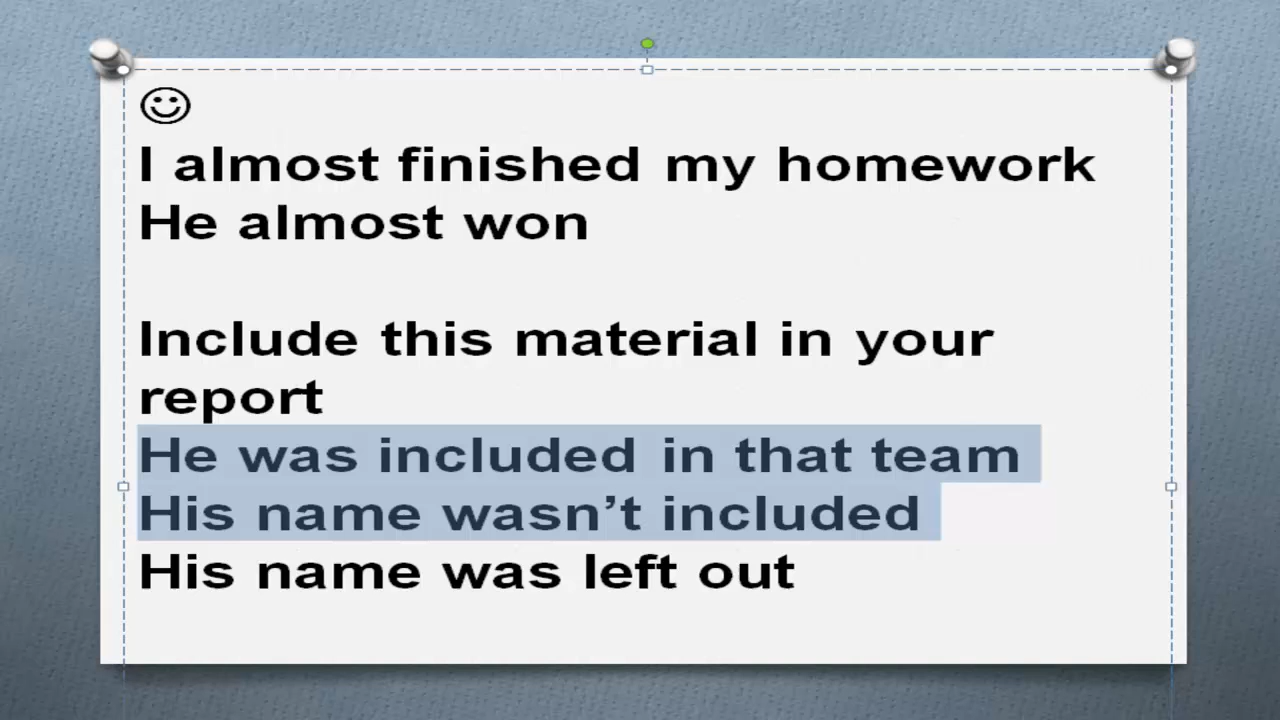 ☺
I almost finished my homework
He almost won
Include this material in your
report
He was included in that team
His name wasn’t included
His name was left out